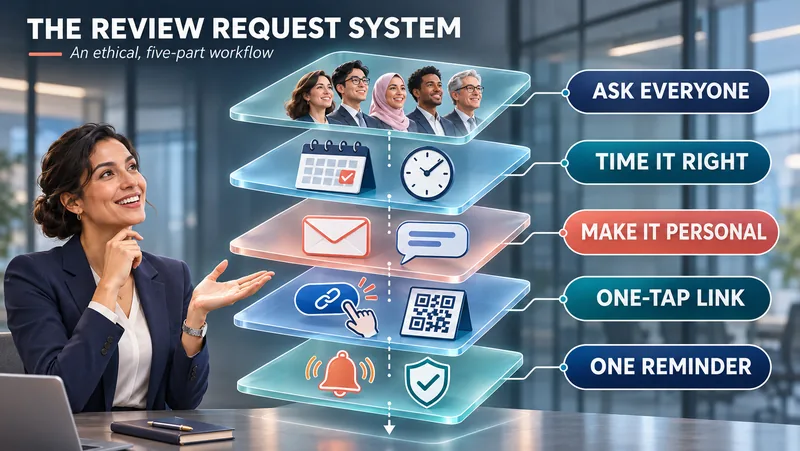 THE REVIEW REQUEST SYSTEM
An ethical, five-part workflow
ASK EVERYONE
TIME IT RIGHT
MAKE IT PERSONAL
ONE-TAP LINK
ONE REMINDER